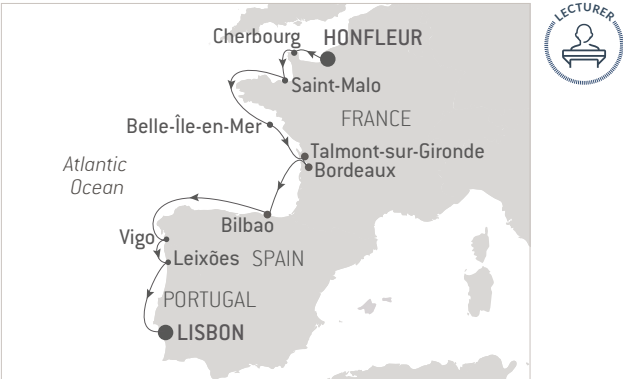 LECTURER
Cherbourg
HONFLEUR
Saint-Malo
FRANCE
Belle-Île-en-Mer
Talmont-sur-Gironde
Bordeaux
Atlantic
Ocean
Bilbao
Vigo
Leixões
SPAIN
PORTUGAL
LISBON